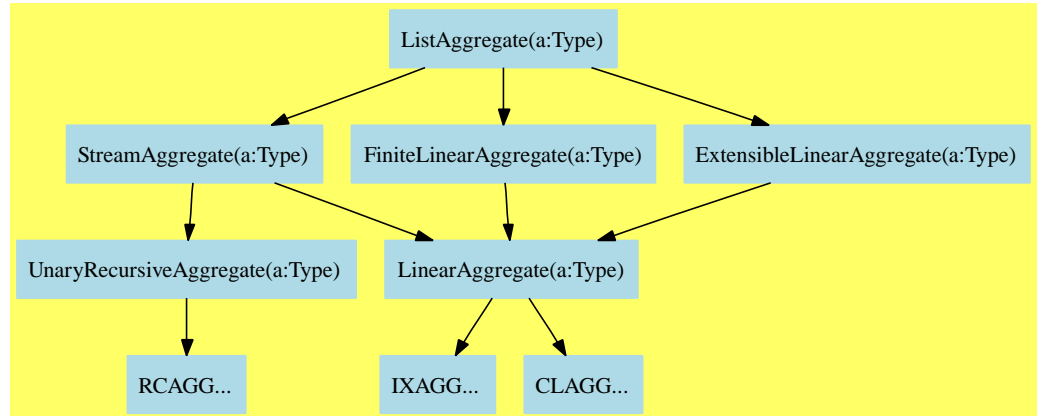 ListAggregate(a:Type)
StreamAggregate(a:Type)
FiniteLinearAggregate(a:Type)
ExtensibleLinearAggregate(a:Type)
UnaryRecursiveAggregate(a:Type)
LinearAggregate(a:Type)
RCAGG...
IXAGG...
CLAGG...